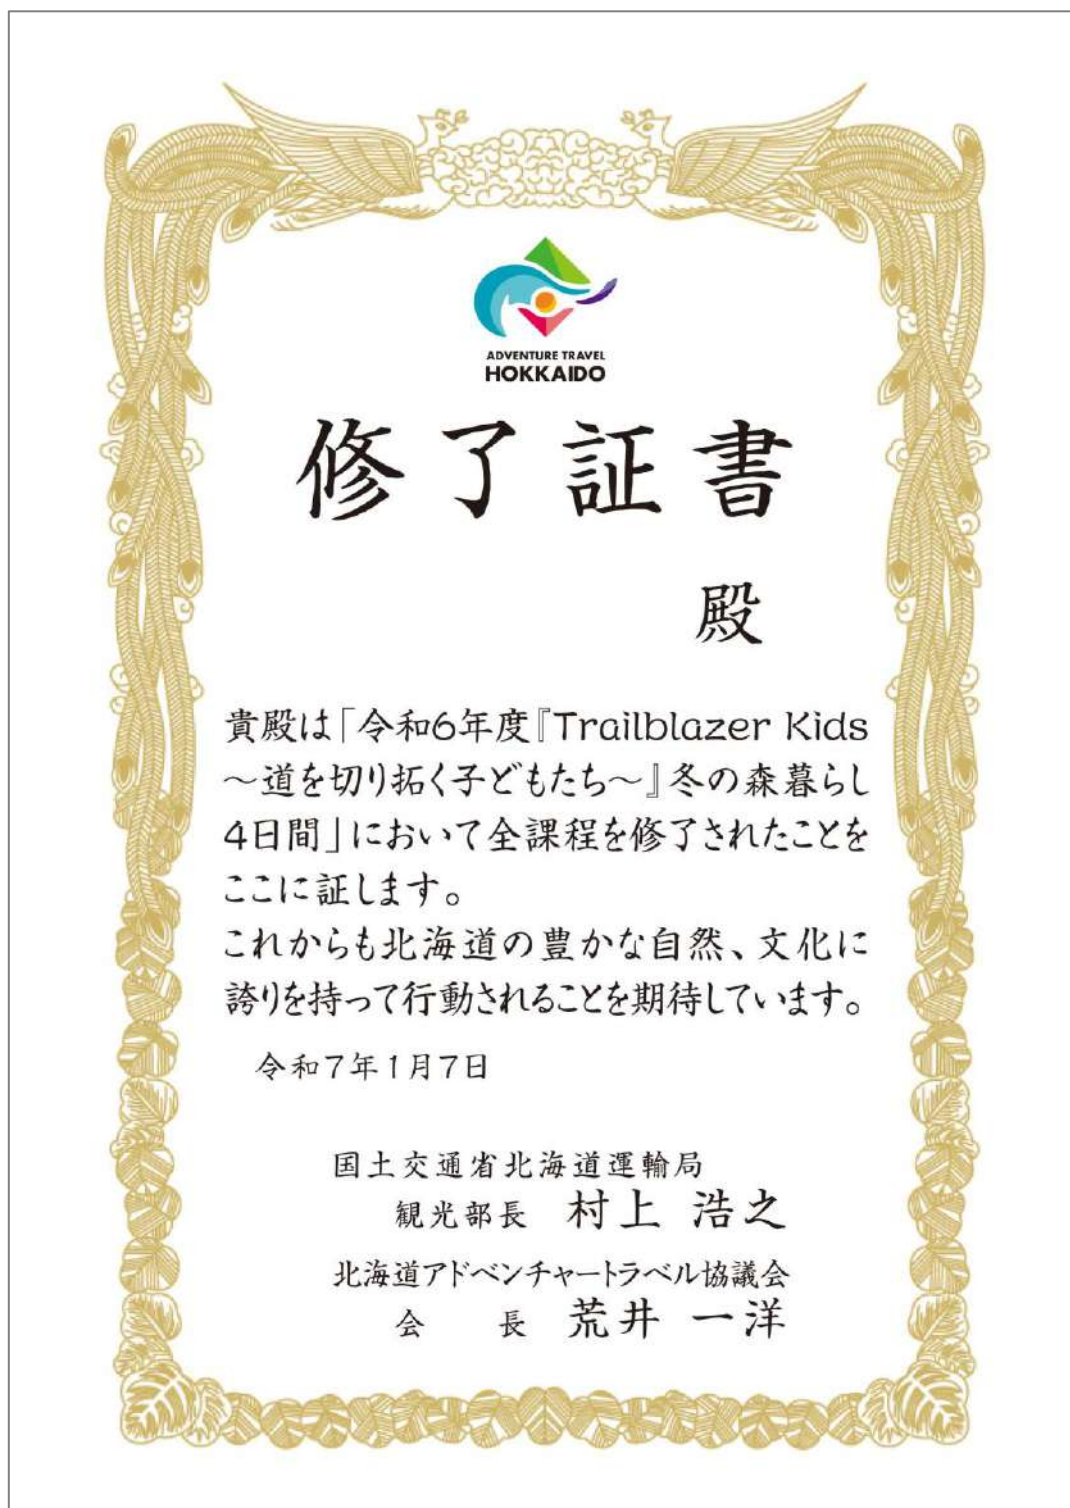 ADVENTURE TRAVEL
HOKKAIDO
修了証書
殿
貴殿は「令和6年度『Trailblazer Kids
～道を切り拓く子どもたち～』冬の森暮らし
4日間」において全課程を修了されたことを
ここに証します。
これからも北海道の豊かな自然、文化に
誇りを持って行動されることを期待しています。
令和7年1月7日
国土交通省北海道運輸局
観光部長 村上 浩之
北海道アドベンチャートラベル協議会
会 長 荒井 一洋